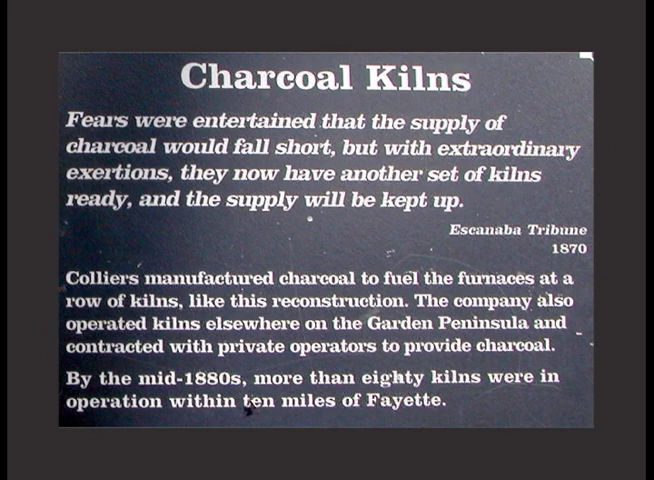 Charcoal Kilns
Fears were entertained that the supply of
charcoal would fall short, but with extraordinary
exertions, they now have another set of kilns
ready, and the supply will be kept up.
Escanaba Tribune
1870
Colliers manufactured charcoal to fuel the furnaces at a
row of kilns, like this reconstruction. The company also
operated kilns elsewhere on the Garden Peninsula and
contracted with private operators to provide charcoal.
By the mid-1880s, more than eighty kilns were in
operation within ten miles of Fayette.